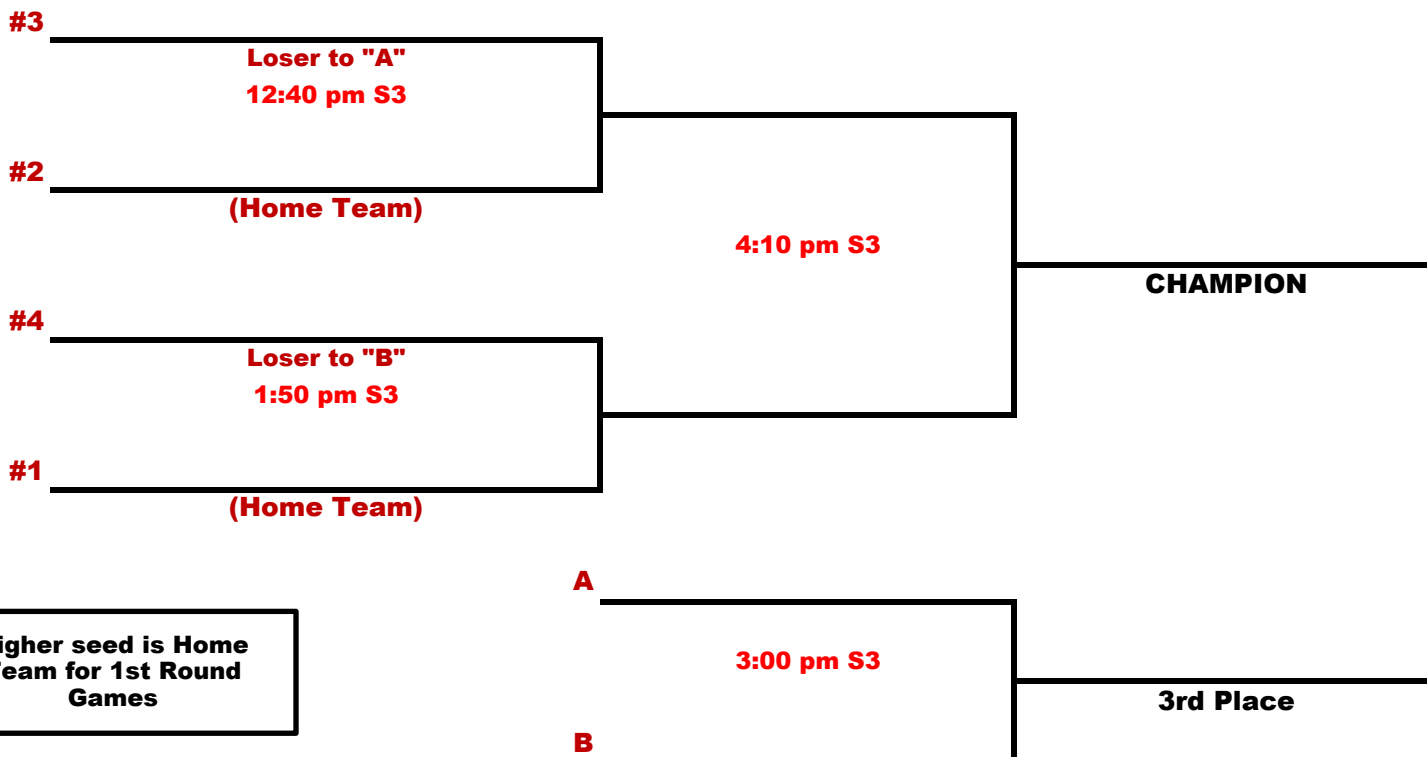 #3
Loser to "A"
12:40 pm S3
#2
(Home Team)
4:10 pm S3
CHAMPION
#4
Loser to "B"
1:50 pm S3
#1
(Home Team)
A
3:00 pm S3
3rd Place
B
igher seed is Home
eam for 1st Round
Games